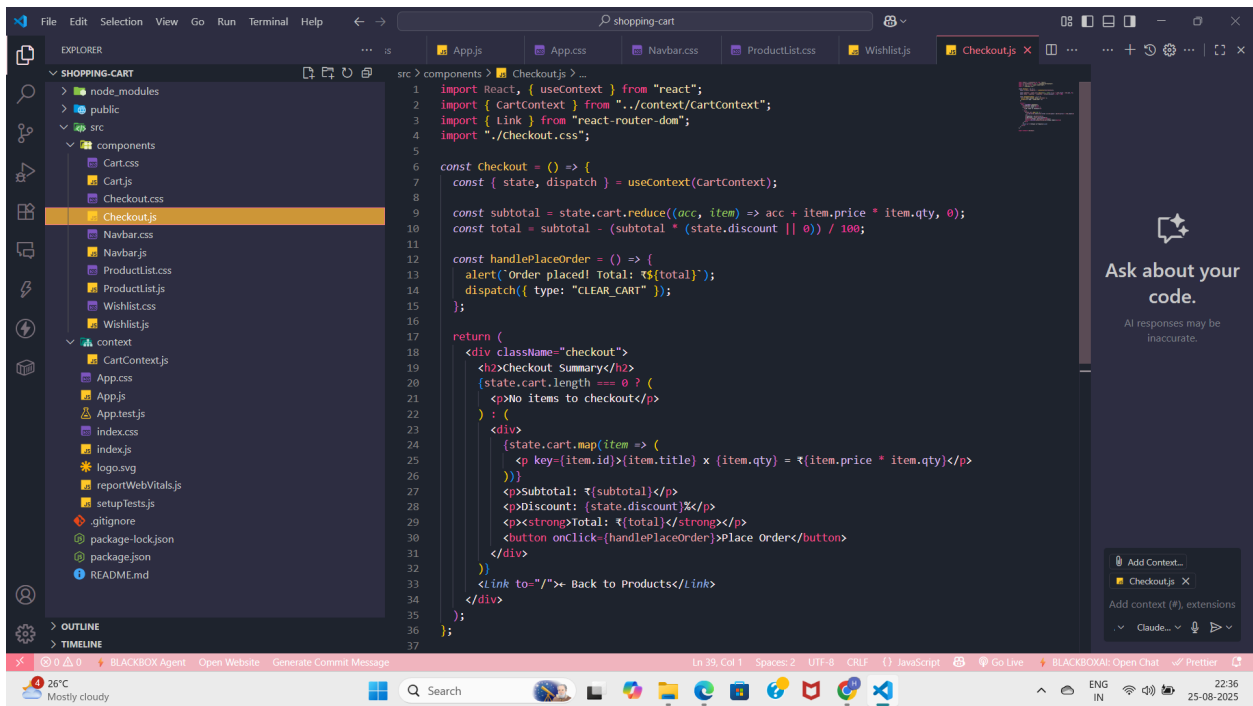 File Edit Selection View Go Run Terminal Help
shopping-cart
EXPLORER
App.js
App.css
Navbar.css
ProductList.css
Wishlist.js
Checkout.js
SHOPPING-CART
node_modules
public
src
components
Cart.css
Cart.js
Checkout.css
Checkout.js
Navbar.css
Navbar.js
ProductList.css
ProductList.js
Wishlist.css
Wishlist.js
context
CartContext.js
App.css
App.js
App.test.js
index.css
index.js
logo.svg
reportWebVitals.js
setupTests.js
.gitignore
package-lock.json
package.json
README.md
OUTLINE
TIMELINE
src > components > Checkout.js > ...
1 import React, { useContext } from "react";
2 import { CartContext } from "../context/CartContext";
3 import { Link } from "react-router-dom";
4 import "./Checkout.css";
5
6 const Checkout = () => {
7 const { state, dispatch } = useContext(CartContext);
8
9 const subtotal = state.cart.reduce((acc, item) => acc + item.price * item.qty, 0);
10 const total = subtotal - (subtotal * (state.discount || 0)) / 100;
11
12 const handlePlaceOrder = () => {
13 alert(`Order placed! Total: ₹${total}`);
14 dispatch({ type: "CLEAR_CART" });
15 };
16
17 return (
18 <div className="checkout">
19 <h2>Checkout Summary</h2>
20 {state.cart.length === 0 ? (
21 <p>No items to checkout</p>
22 ) : (
23 <div>
24 {state.cart.map(item => (
25 <p key={item.id}>{item.title} x {item.qty} = ₹{item.price * item.qty}</p>
26 ))}
27 <p>Subtotal: ₹{subtotal}</p>
28 <p>Discount: {state.discount}%</p>
29 <p><strong>Total: ₹{total}</strong></p>
30 <button onClick={handlePlaceOrder}>Place Order</button>
31 </div>
32 )}
33 <Link to="/">← Back to Products</Link>
34 </div>
35 );
36 };
37
Ask about your
code.
AI responses may be
inaccurate.
Add Context...
Checkout.js
Add context (#), extensions
Claude...
0 0 BLACKBOX Agent Open Website Generate Commit Message
Ln 39, Col 1 Spaces: 2 UTF-8 CRLF {} JavaScript Go Live BLACKBOXAI: Open Chat Prettier
4
26°C
Mostly cloudy
Search
ENG
IN
22:36
25-08-2025